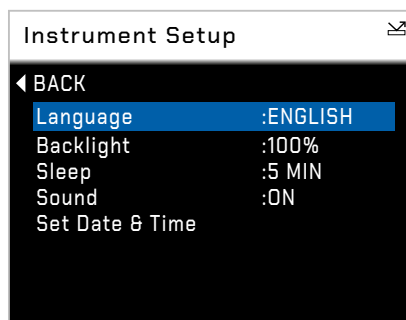 Instrument Setup
BACK
Language :ENGLISH
Backlight :100%
Sleep :5 MIN
Sound :ON
Set Date & Time